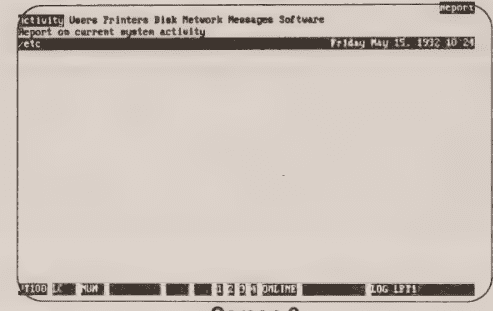 Report
Activity Users Printers Disk Network Messages Software
Report on current system activity
/etc Friday May 15, 1992 10:24
VT100 LC NUM 1 2 3 4 ONLINE LOG LPT1